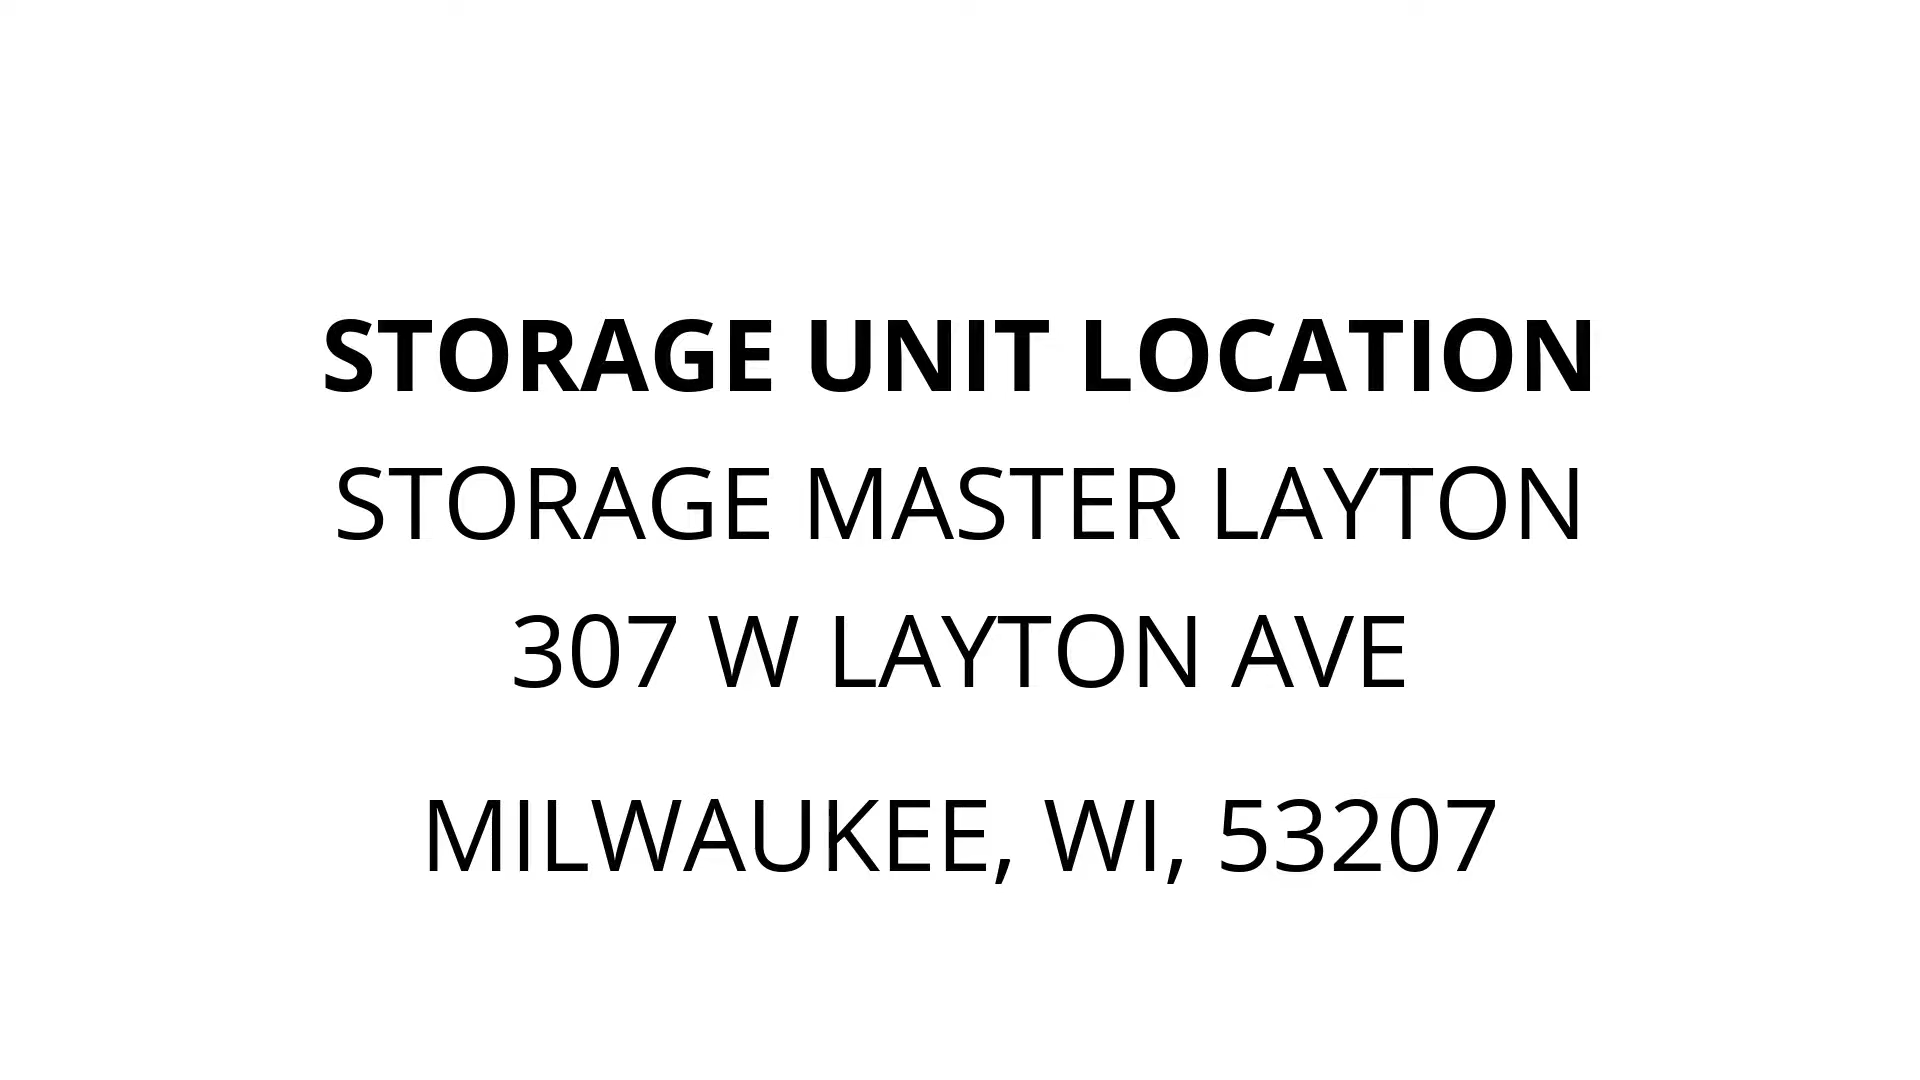 STORAGE UNIT LOCATION
STORAGE MASTER LAYTON
307 W LAYTON AVE
MILWAUKEE, WI, 53207